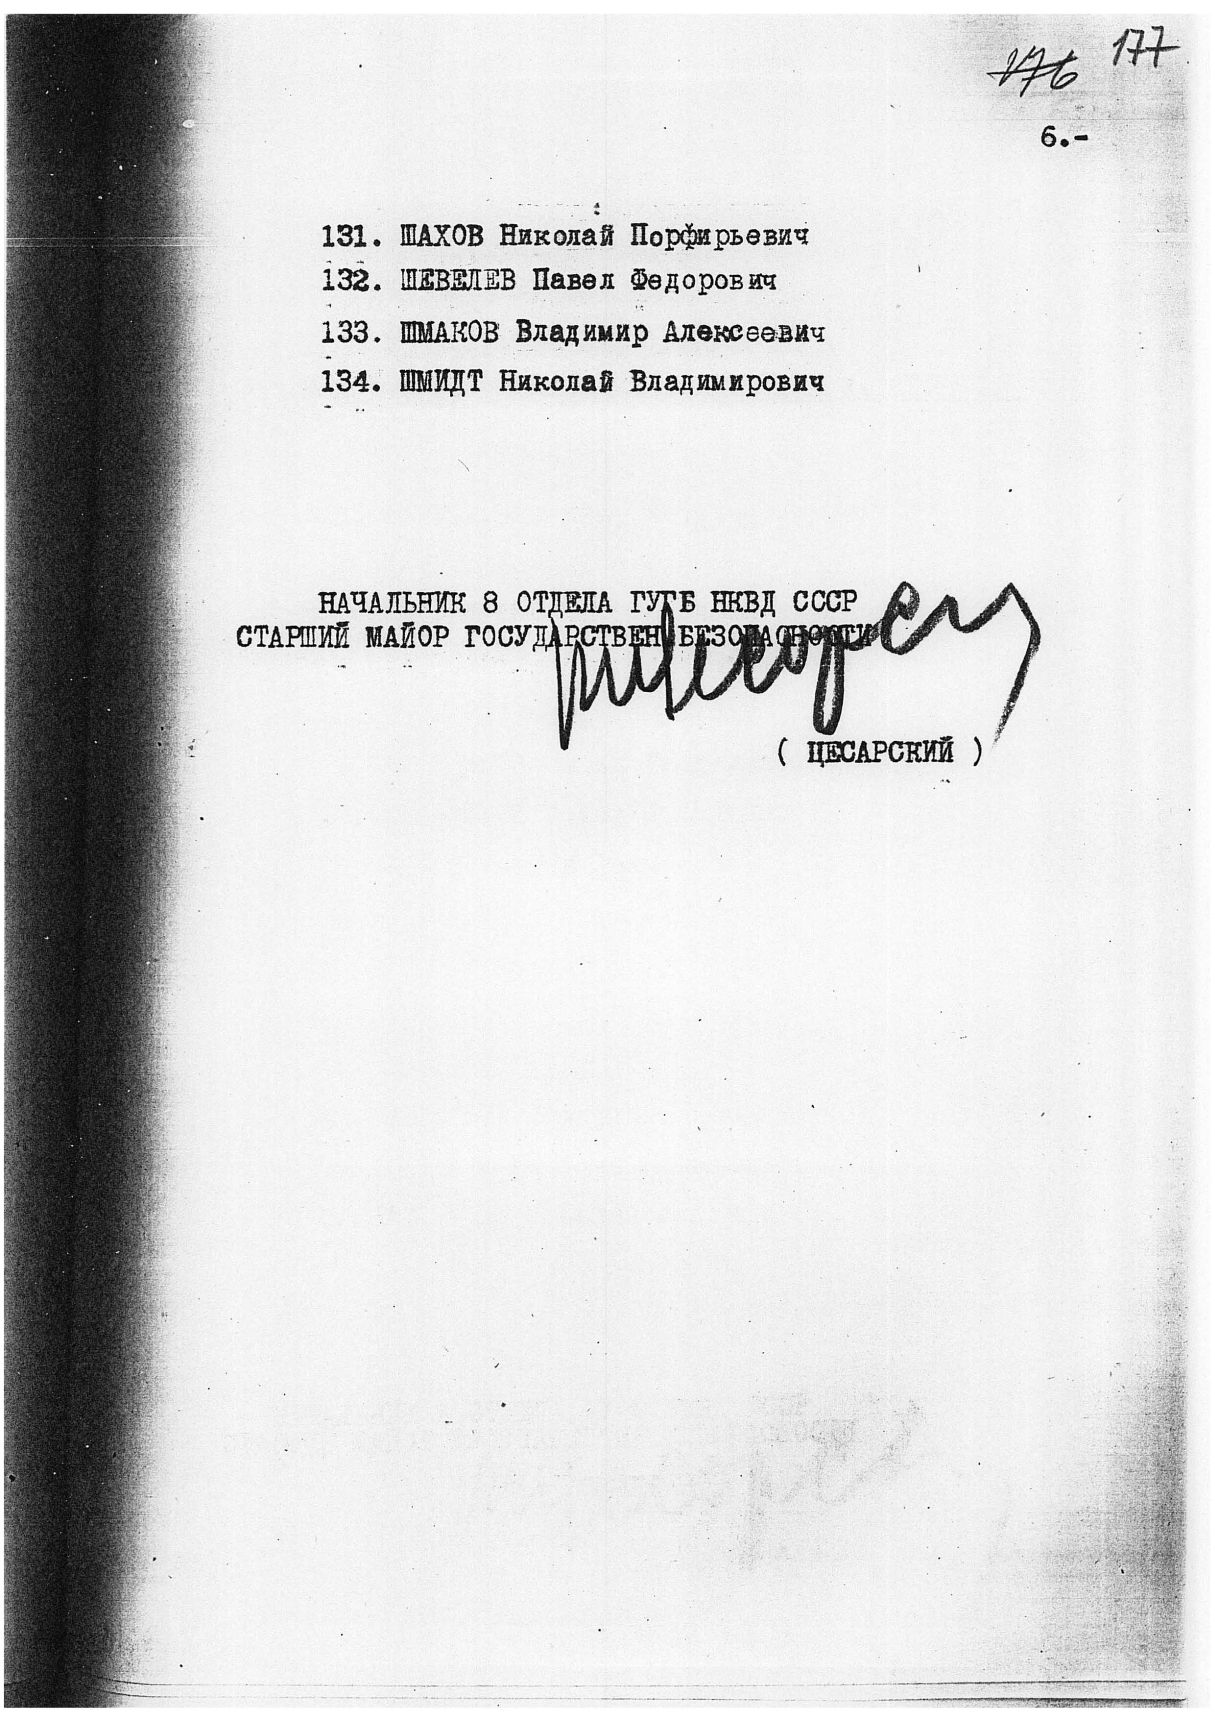 176 177
6.-
131. ШАХОВ Николай Порфирьевич
132. ШЕВЕЛЕВ Павел Федорович
133. ШМАКОВ Владимир Алексеевич
134. ШМИДТ Николай Владимирович
НАЧАЛЬНИК 8 ОТДЕЛА ГУГБ НКВД СССР
СТАРШИЙ МАЙОР ГОСУДАРСТВЕН БЕЗОПАСНОСТИ
( ЦЕСАРСКИЙ )